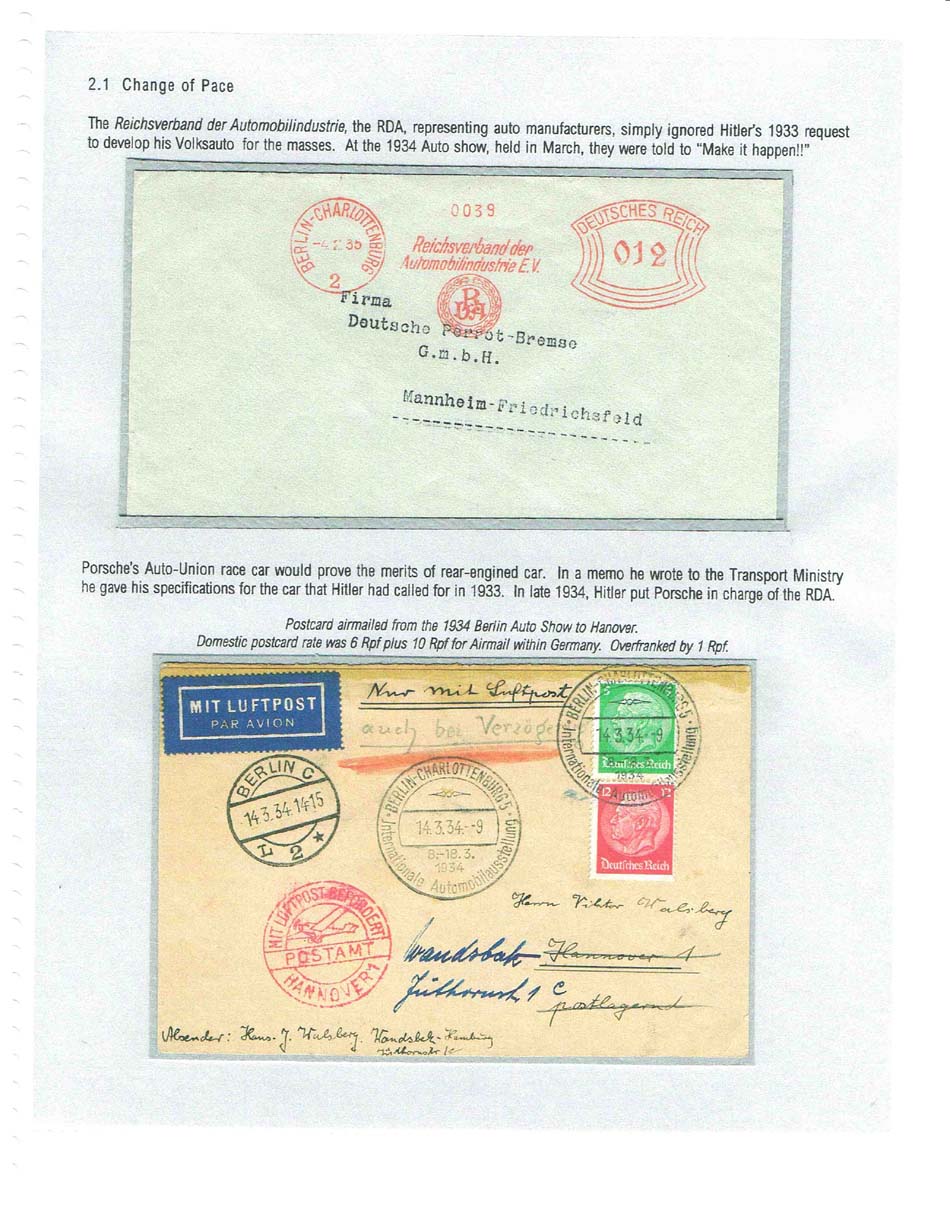 2.1 Change of Pace
The Reichsverband der Automobilindustrie, the RDA, representing auto manufacturers, simply ignored Hitler's 1933 request
to develop his Volksauto for the masses. At the 1934 Auto show, held in March, they were told to "Make it happen!!"
BERLIN-CHARLOTTENBURG
35
2
0039
Reichsverband der
Automobilindustrie E.V.
RDA
DEUTSCHES REICH
012
Firma
Deutsche Perrot-Bremse
G.m.b.H.
Mannheim-Friedrichsfeld
Porsche's Auto-Union race car would prove the merits of rear-engined car. In a memo he wrote to the Transport Ministry
he gave his specifications for the car that Hitler had called for in 1933. In late 1934, Hitler put Porsche in charge of the RDA.
Postcard airmailed from the 1934 Berlin Auto Show to Hanover.
Domestic postcard rate was 6 Rpf plus 10 Rpf for Airmail within Germany. Overfranked by 1 Rpf.
MIT LUFTPOST
PAR AVION
Nur mit Luftpost
auch bei
5
BERLIN-CHARLOTTENBURG 5
14.3.34.-9
1934
Internationale Automobilausstellung
Deutsches Reich
12 12
Deutsches Reich
BERLIN C
14.3.34.1415
L 2 *
BERLIN-CHARLOTTENBURG 5
14.3.34.-9
8.-18.3.
1934
Internationale Automobilausstellung
MIT LUFTPOST BEFÖRDERT
POSTAMT
HANNOVER 1
Herrn Viktor Walsberg
Wandsbek Hannover 1
1 c postlagernd
Absender: Hans. J. Walsberg. Wandsbek-Hamburg